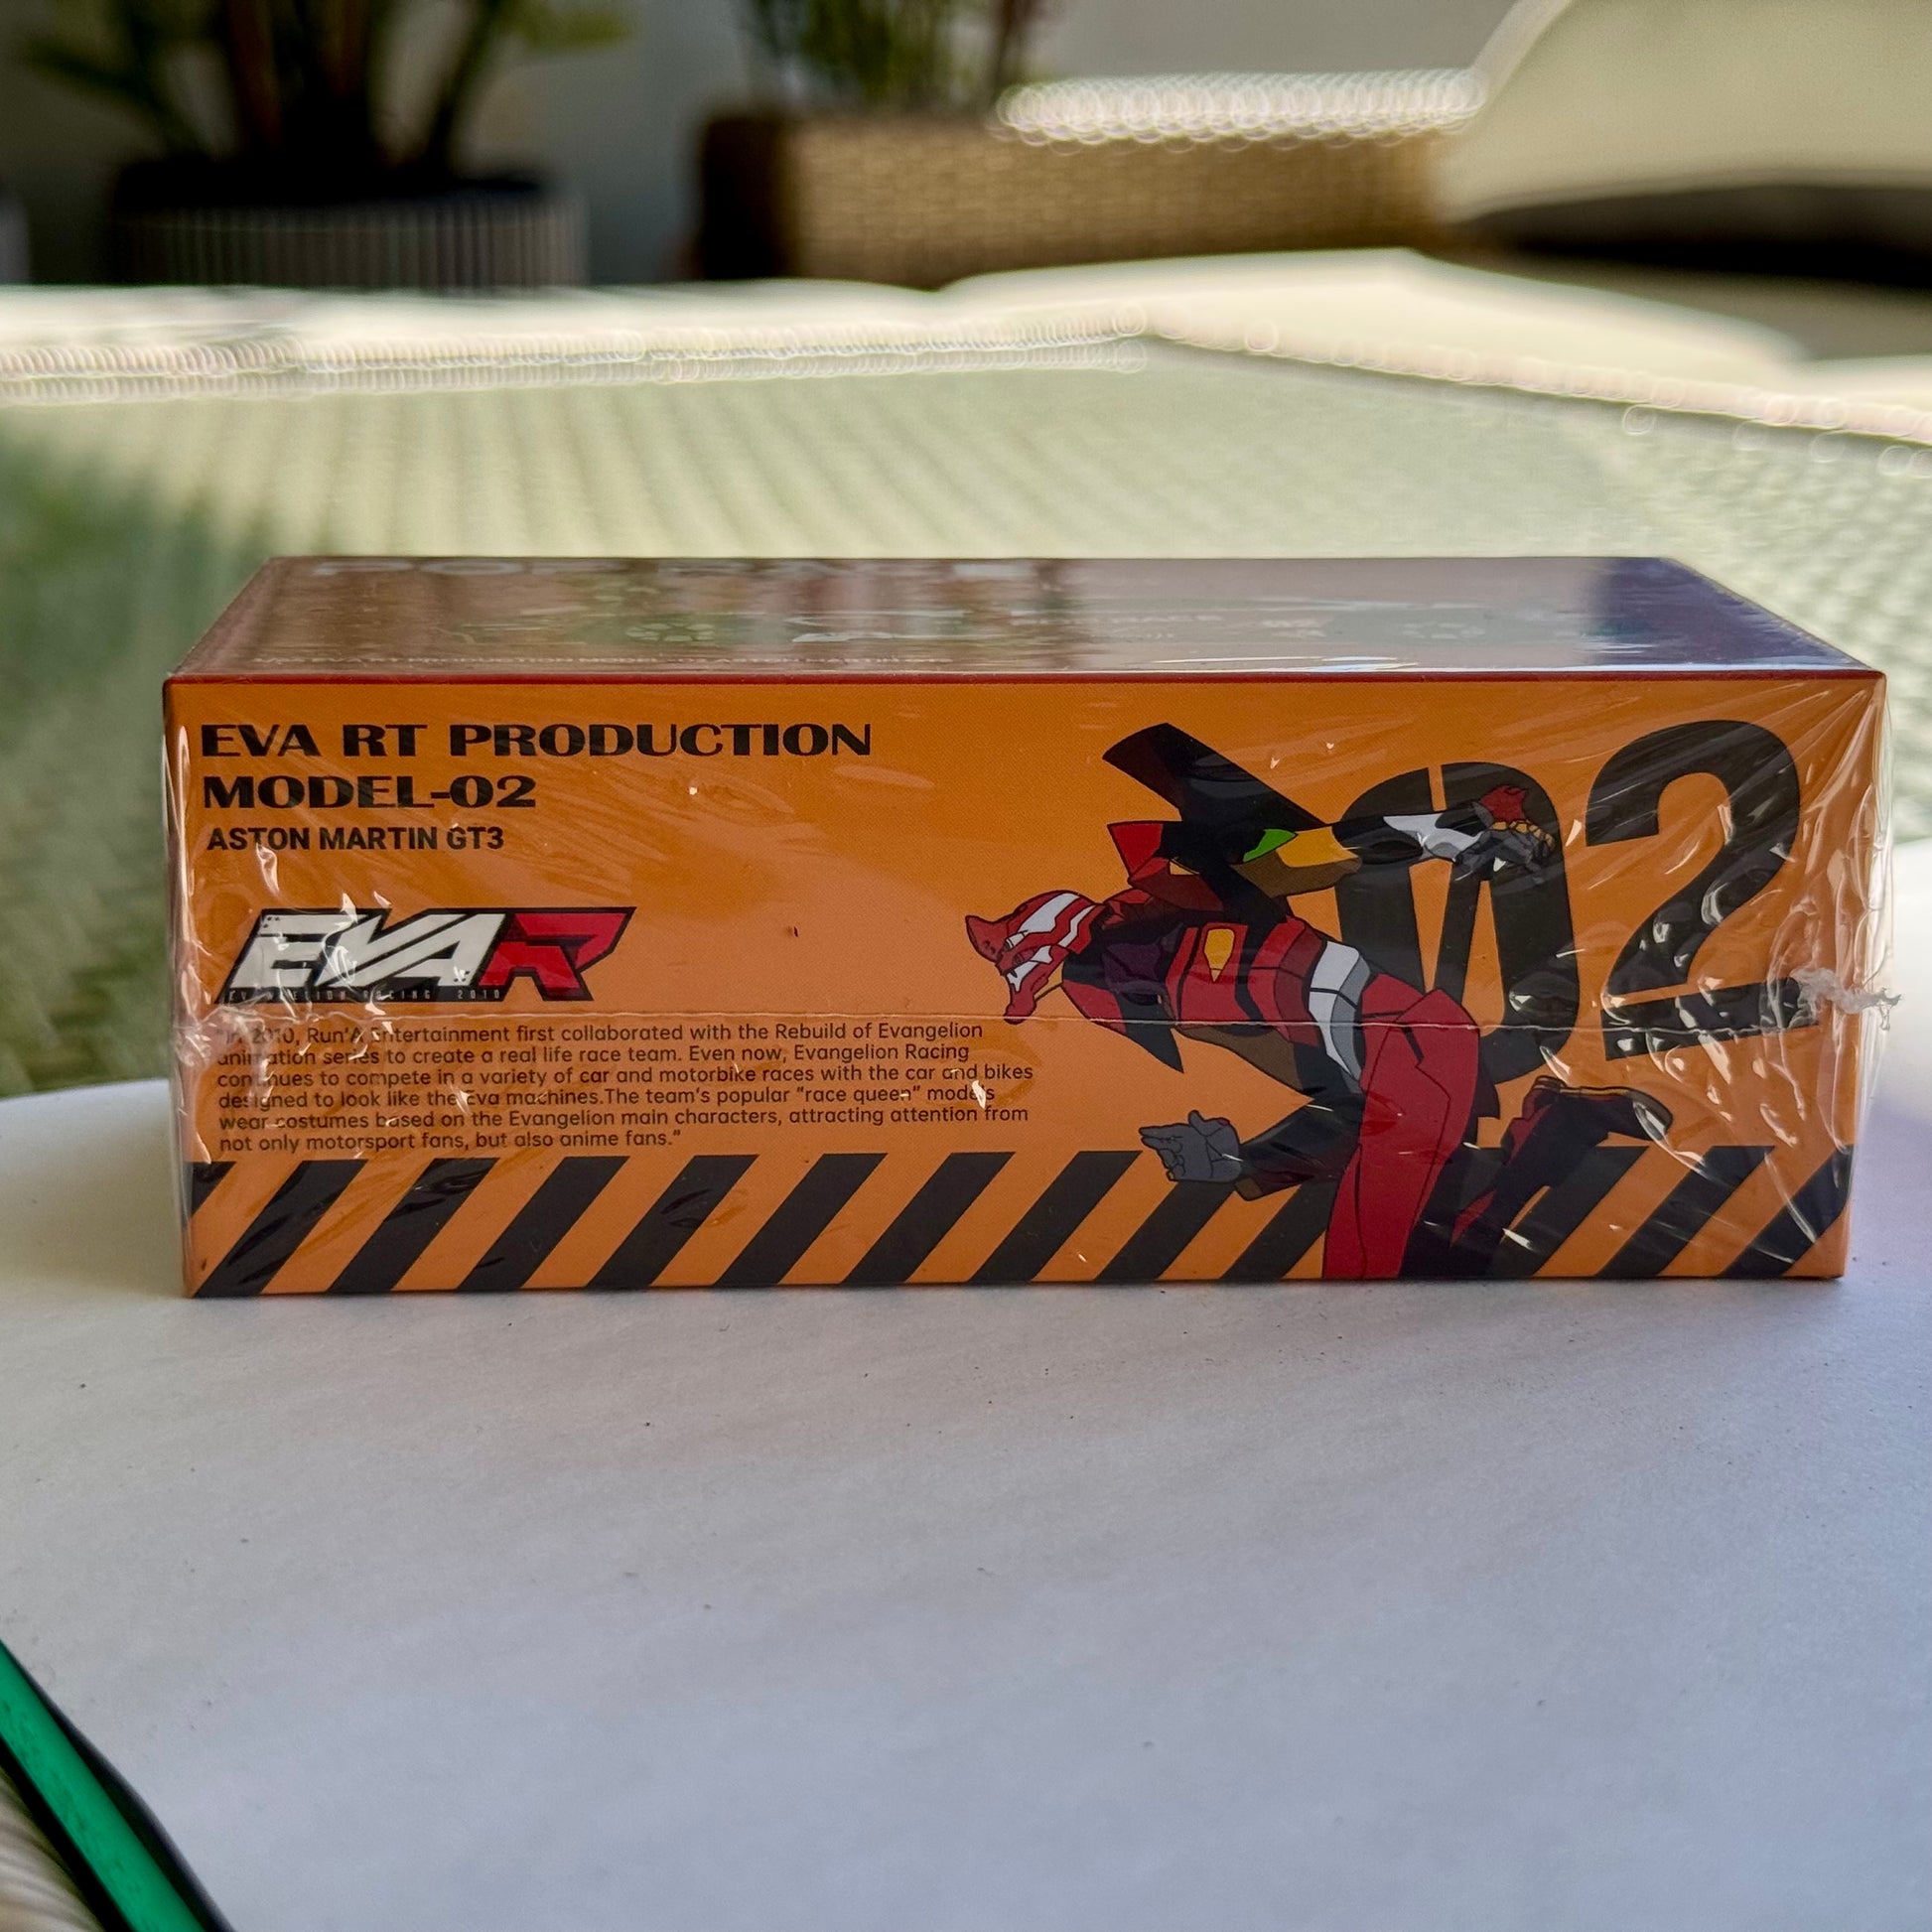 EVA RT PRODUCTION
MODEL-02
ASTON MARTIN GT3
02
EVAR
EVANGELION RACING 2010
"In 2010, Run'A Entertainment first collaborated with the Rebuild of Evangelion
animation series to create a real life race team. Even now, Evangelion Racing
continues to compete in a variety of car and motorbike races with the car and bikes
designed to look like the Eva machines.The team's popular "race queen" models
wear costumes based on the Evangelion main characters, attracting attention from
not only motorsport fans, but also anime fans."